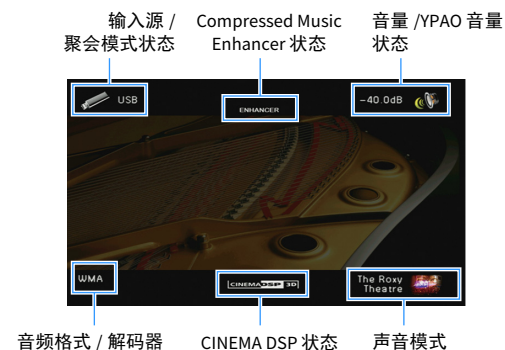 输入源 /
聚会模式状态
Compressed Music
Enhancer 状态
音量 /YPAO 音量
状态
USB
ENHANCER
-40.0dB
WMA
CINEMA DSP 3D
The Roxy
Theatre
音频格式 / 解码器
CINEMA DSP 状态
声音模式